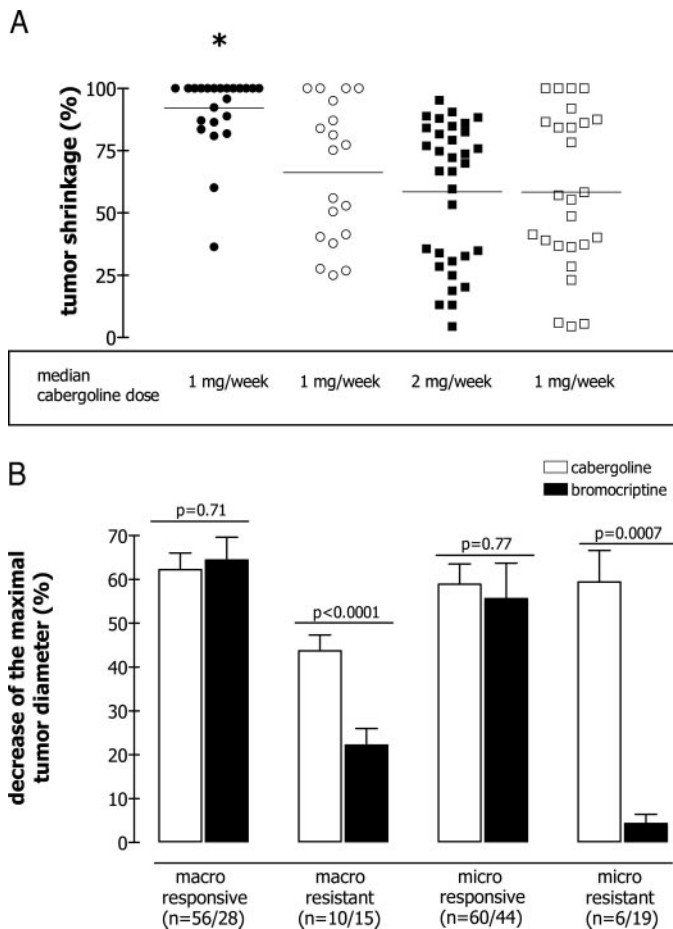 A
*
tumor shrinkage (%)
100
75
50
25
0
median
cabergoline dose
1 mg/week 1 mg/week 2 mg/week 1 mg/week
B
cabergoline
bromocriptine
decrease of the maximal
tumor diameter (%)
70
60
50
40
30
20
10
0
p=0.71
p<0.0001
p=0.77
p=0.0007
macro
responsive
(n=56/28)
macro
resistant
(n=10/15)
micro
responsive
(n=60/44)
micro
resistant
(n=6/19)